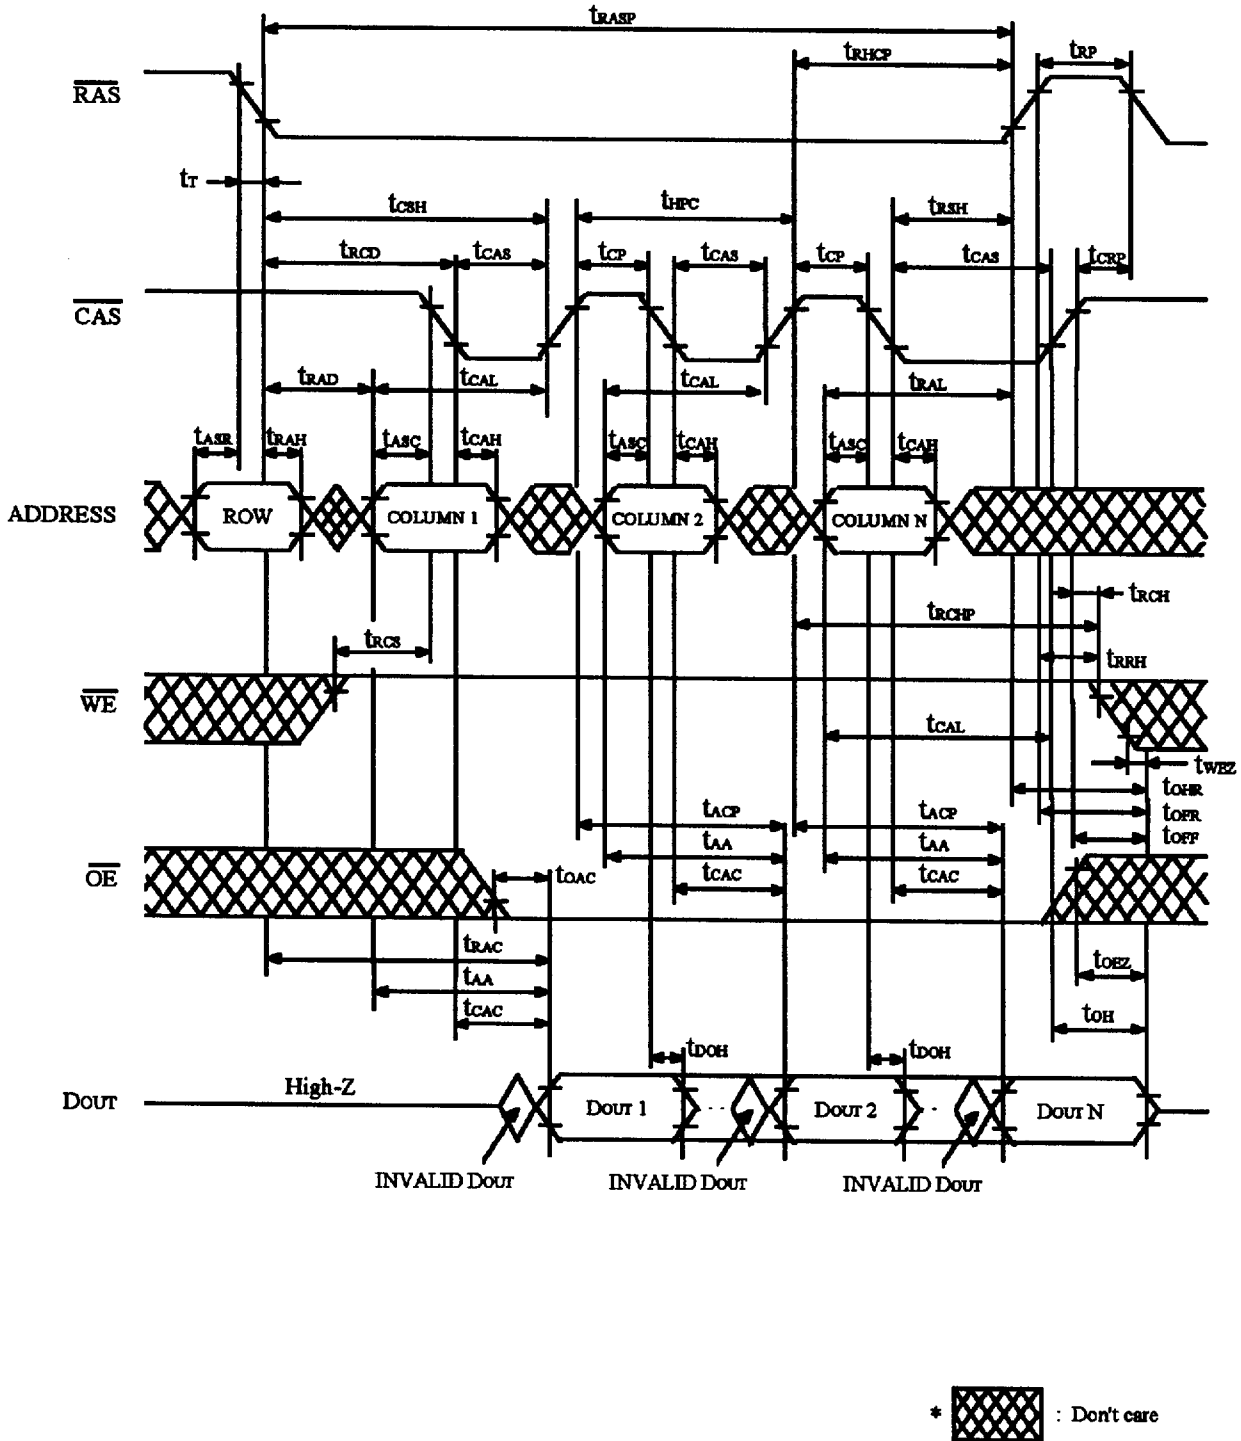 tRASP
tRHCP
tRP
RAS
tT
tCSH
tHPC
tRSH
tRCD
tCAS
tCP
tCAS
tCP
tCAS
tCRP
CAS
tRAD
tCAL
tCAL
tRAL
tASR
tRAH
tASC
tCAH
tASC
tCAH
tASC
tCAH
ADDRESS
ROW
COLUMN 1
COLUMN 2
COLUMN N
tRCH
tRCHP
tRCS
tRRH
WE
tCAL
tWEZ
tOHR
tACP
tACP
tOFR
tAA
tAA
tOFF
OE
tOAC
tCAC
tCAC
tRAC
tOEZ
tAA
tCAC
tOH
tDOH
tDOH
High-Z
DOUT
DOUT 1
DOUT 2
DOUT N
INVALID DOUT
INVALID DOUT
INVALID DOUT
* : Don't care